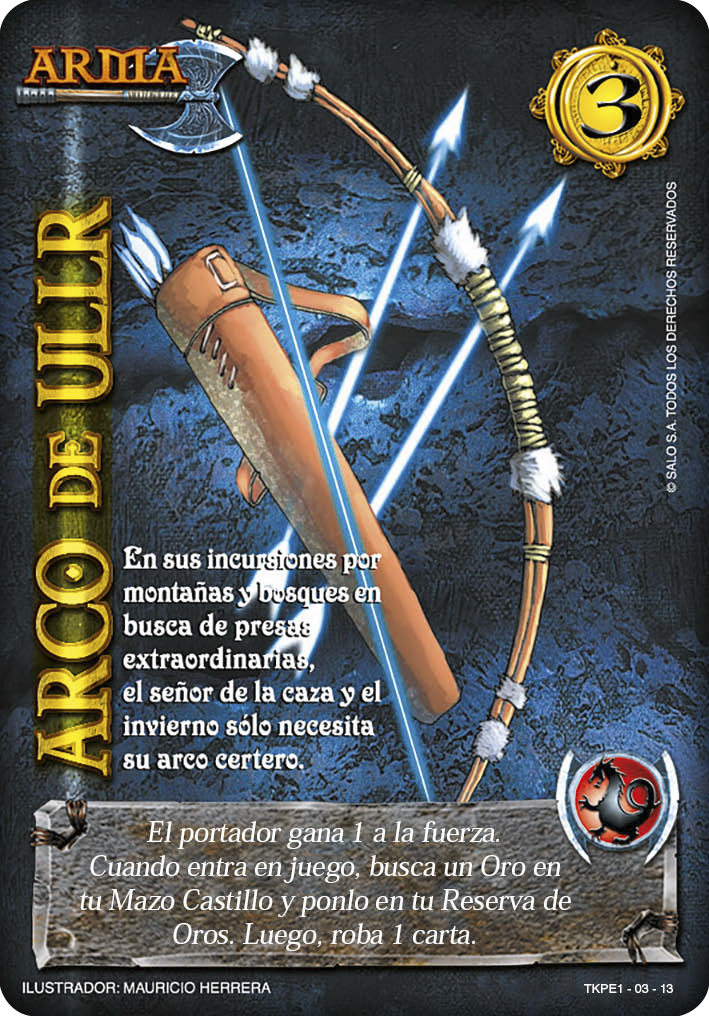 ARMA
3
ARCO DE ULLR
© SALO S.A. TODOS LOS DERECHOS RESERVADOS
En sus incursiones por
montañas y bosques en
busca de presas
extraordinarias,
el señor de la caza y el
invierno sólo necesita
su arco certero.
El portador gana 1 a la fuerza.
Cuando entra en juego, busca un Oro en
tu Mazo Castillo y ponlo en tu Reserva de
Oros. Luego, roba 1 carta.
ILUSTRADOR: MAURICIO HERRERA
TKPE1 - 03 - 13